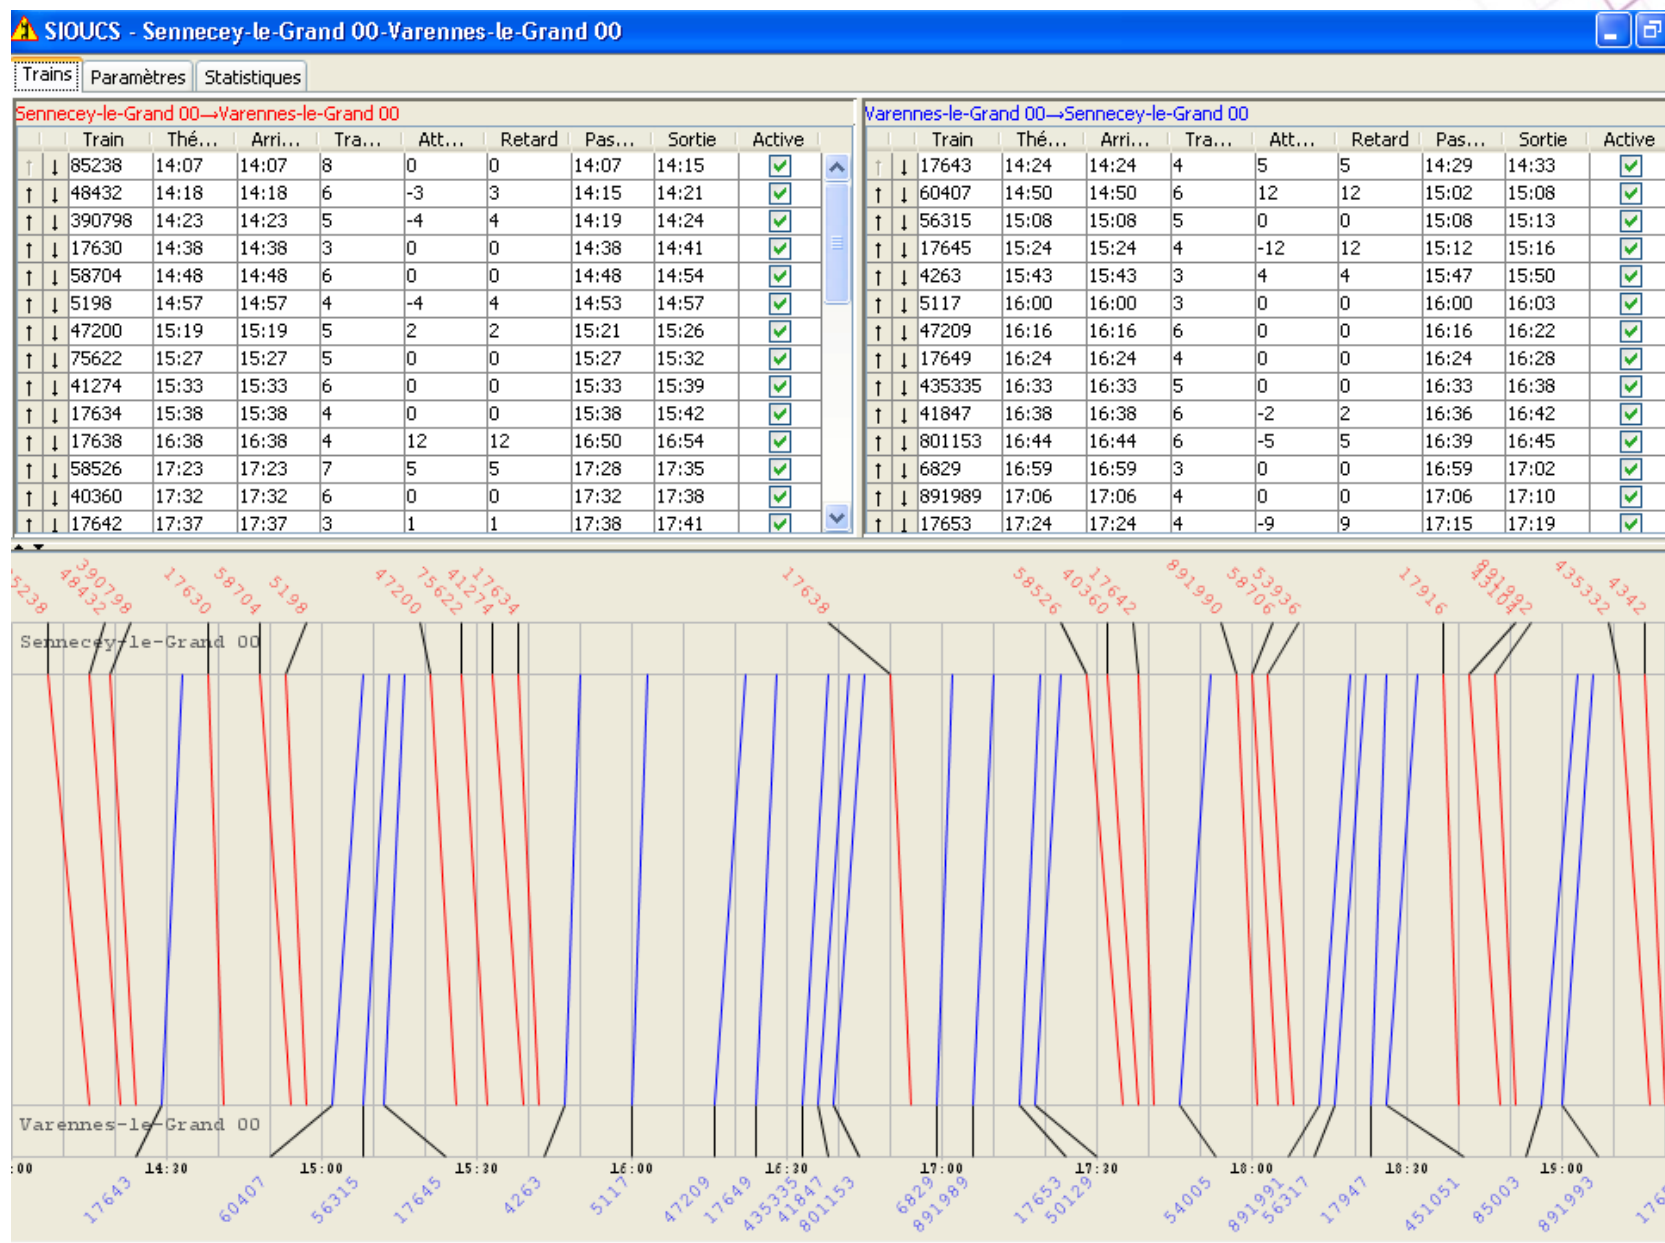 SIOUCS - Sennecey-le-Grand 00-Varennes-le-Grand 00
Trains Paramètres Statistiques
Sennecey-le-Grand 00→Varennes-le-Grand 00
Train Thé... Arri... Tra... Att... Retard Pas... Sortie Active
↑ ↓ 85238 14:07 14:07 8 0 0 14:07 14:15
↑ ↓ 48432 14:18 14:18 6 -3 3 14:15 14:21
↑ ↓ 390798 14:23 14:23 5 -4 4 14:19 14:24
↑ ↓ 17630 14:38 14:38 3 0 0 14:38 14:41
↑ ↓ 58704 14:48 14:48 6 0 0 14:48 14:54
↑ ↓ 5198 14:57 14:57 4 -4 4 14:53 14:57
↑ ↓ 47200 15:19 15:19 5 2 2 15:21 15:26
↑ ↓ 75622 15:27 15:27 5 0 0 15:27 15:32
↑ ↓ 41274 15:33 15:33 6 0 0 15:33 15:39
↑ ↓ 17634 15:38 15:38 4 0 0 15:38 15:42
↑ ↓ 17638 16:38 16:38 4 12 12 16:50 16:54
↑ ↓ 58526 17:23 17:23 7 5 5 17:28 17:35
↑ ↓ 40360 17:32 17:32 6 0 0 17:32 17:38
↑ ↓ 17642 17:37 17:37 3 1 1 17:38 17:41
Varennes-le-Grand 00→Sennecey-le-Grand 00
Train Thé... Arri... Tra... Att... Retard Pas... Sortie Active
↑ ↓ 17643 14:24 14:24 4 5 5 14:29 14:33
↑ ↓ 60407 14:50 14:50 6 12 12 15:02 15:08
↑ ↓ 56315 15:08 15:08 5 0 0 15:08 15:13
↑ ↓ 17645 15:24 15:24 4 -12 12 15:12 15:16
↑ ↓ 4263 15:43 15:43 3 4 4 15:47 15:50
↑ ↓ 5117 16:00 16:00 3 0 0 16:00 16:03
↑ ↓ 47209 16:16 16:16 6 0 0 16:16 16:22
↑ ↓ 17649 16:24 16:24 4 0 0 16:24 16:28
↑ ↓ 435335 16:33 16:33 5 0 0 16:33 16:38
↑ ↓ 41847 16:38 16:38 6 -2 2 16:36 16:42
↑ ↓ 801153 16:44 16:44 6 -5 5 16:39 16:45
↑ ↓ 6829 16:59 16:59 3 0 0 16:59 17:02
↑ ↓ 891989 17:06 17:06 4 0 0 17:06 17:10
↑ ↓ 17653 17:24 17:24 4 -9 9 17:15 17:19
5238 48432 390798 17630 58704 5198 47200 75622 41274 17634 17638 58526 40360 17642 891990 58706 53936 17916 43104 891992 435332 4342
Sennecey-le-Grand 00
Varennes-le-Grand 00
:00 14:30 15:00 15:30 16:00 16:30 17:00 17:30 18:00 18:30 19:00
17643 60407 56315 17645 4263 5117 47209 17649 435335 41847 801153 6829 891989 17653 50129 54005 891991 56317 17947 451051 85003 891993 176